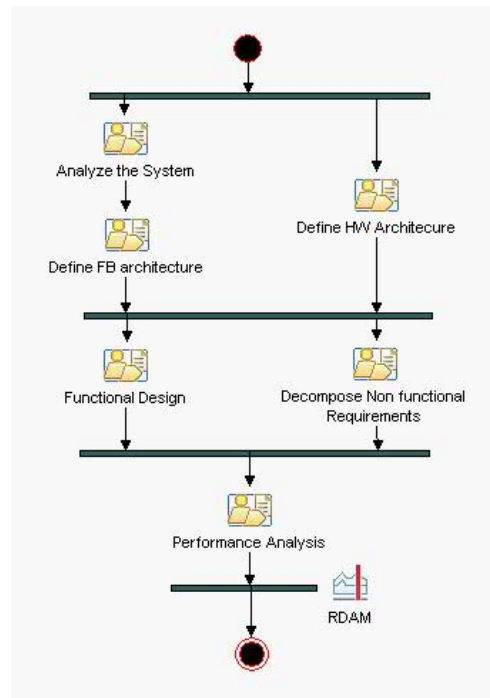 Analyze the System
Define HW Architecure
Define FB architecture
Functional Design
Decompose Non functional
Requirements
Performance Analysis
RDAM